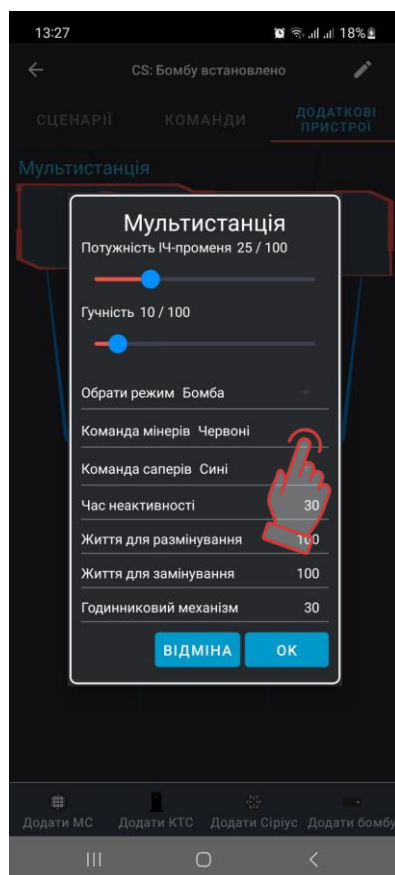 13:27 18%
CS: Бомбу встановлено
СЦЕНАРІЇ КОМАНДИ ДОДАТКОВІ ПРИСТРОЇ
Мультистанція
Мультистанція
Потужність ІЧ-променя 25 / 100
Гучність 10 / 100
Обрати режим Бомба
Команда мінерів Червоні
Команда саперів Сині
Час неактивності 30
Життя для размінування 100
Життя для замінування 100
Годинниковий механізм 30
ВІДМІНА OK
Додати МС Додати КТС Додати Сіріус Додати бомбу